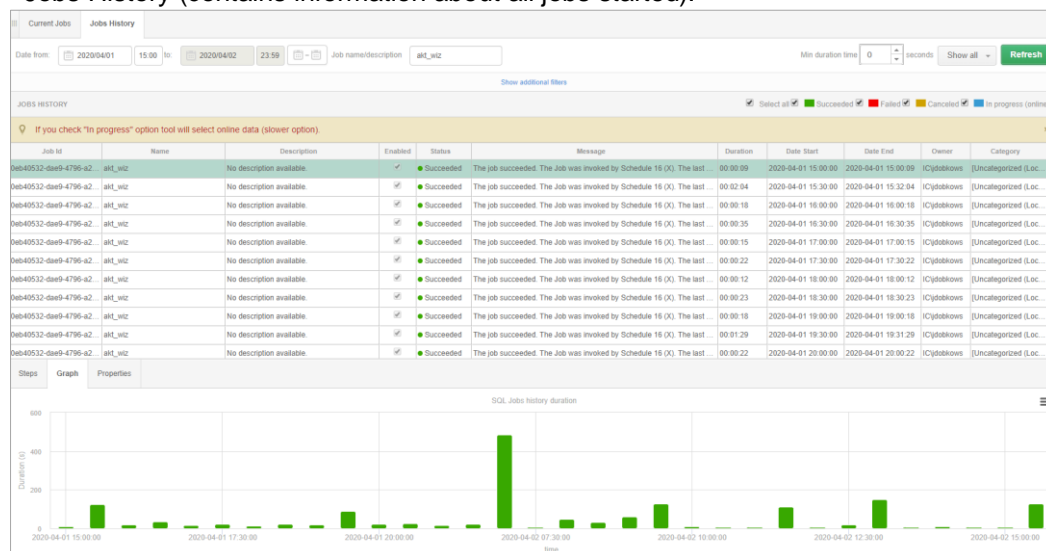 Jobs History (contains information about all jobs started).
Current Jobs Jobs History
Date from: 2020/04/01 15:00 to: 2020/04/02 23:59 Job name/description akt_wiz Min duration time 0 seconds Show all Refresh
Show additional filters
JOBS HISTORY Select all Succeeded Failed Canceled In progress (online
If you check "In progress" option tool will select online data (slower option).
Job Id Name Description Enabled Status Message Duration Date Start Date End Owner Category
0eb40532-dae9-4796-a2... akt_wiz No description available. Succeeded The job succeeded. The Job was invoked by Schedule 16 (X). The last ... 00:00:09 2020-04-01 15:00:00 2020-04-01 15:00:09 IC\jdobkows [Uncategorized (Loc...
0eb40532-dae9-4796-a2... akt_wiz No description available. Succeeded The job succeeded. The Job was invoked by Schedule 16 (X). The last ... 00:02:04 2020-04-01 15:30:00 2020-04-01 15:32:04 IC\jdobkows [Uncategorized (Loc...
0eb40532-dae9-4796-a2... akt_wiz No description available. Succeeded The job succeeded. The Job was invoked by Schedule 16 (X). The last ... 00:00:18 2020-04-01 16:00:00 2020-04-01 16:00:18 IC\jdobkows [Uncategorized (Loc...
0eb40532-dae9-4796-a2... akt_wiz No description available. Succeeded The job succeeded. The Job was invoked by Schedule 16 (X). The last ... 00:00:35 2020-04-01 16:30:00 2020-04-01 16:30:35 IC\jdobkows [Uncategorized (Loc...
0eb40532-dae9-4796-a2... akt_wiz No description available. Succeeded The job succeeded. The Job was invoked by Schedule 16 (X). The last ... 00:00:15 2020-04-01 17:00:00 2020-04-01 17:00:15 IC\jdobkows [Uncategorized (Loc...
0eb40532-dae9-4796-a2... akt_wiz No description available. Succeeded The job succeeded. The Job was invoked by Schedule 16 (X). The last ... 00:00:22 2020-04-01 17:30:00 2020-04-01 17:30:22 IC\jdobkows [Uncategorized (Loc...
0eb40532-dae9-4796-a2... akt_wiz No description available. Succeeded The job succeeded. The Job was invoked by Schedule 16 (X). The last ... 00:00:12 2020-04-01 18:00:00 2020-04-01 18:00:12 IC\jdobkows [Uncategorized (Loc...
0eb40532-dae9-4796-a2... akt_wiz No description available. Succeeded The job succeeded. The Job was invoked by Schedule 16 (X). The last ... 00:00:23 2020-04-01 18:30:00 2020-04-01 18:30:23 IC\jdobkows [Uncategorized (Loc...
0eb40532-dae9-4796-a2... akt_wiz No description available. Succeeded The job succeeded. The Job was invoked by Schedule 16 (X). The last ... 00:00:18 2020-04-01 19:00:00 2020-04-01 19:00:18 IC\jdobkows [Uncategorized (Loc...
0eb40532-dae9-4796-a2... akt_wiz No description available. Succeeded The job succeeded. The Job was invoked by Schedule 16 (X). The last ... 00:01:29 2020-04-01 19:30:00 2020-04-01 19:31:29 IC\jdobkows [Uncategorized (Loc...
0eb40532-dae9-4796-a2... akt_wiz No description available. Succeeded The job succeeded. The Job was invoked by Schedule 16 (X). The last ... 00:00:22 2020-04-01 20:00:00 2020-04-01 20:00:22 IC\jdobkows [Uncategorized (Loc...
Steps Graph Properties
SQL Jobs history duration
600
400
200
0
Duration (s)
2020-04-01 15:00:00 2020-04-01 17:30:00 2020-04-01 20:00:00 2020-04-02 07:30:00 2020-04-02 10:00:00 2020-04-02 12:30:00 2020-04-02 15:00:00
time